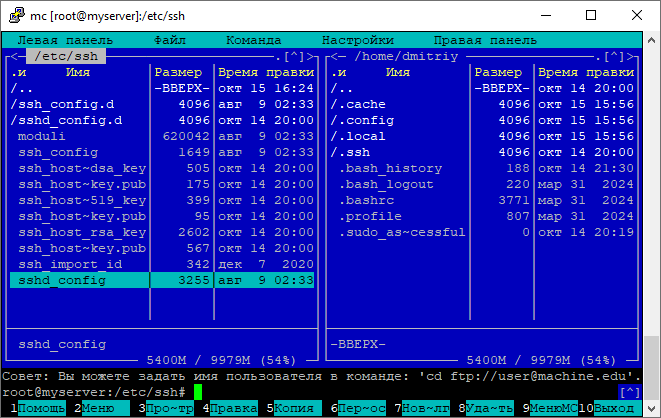 mc [root@myserver]:/etc/ssh
Левая панель Файл Команда Настройки Правая панель
<— /etc/ssh .[^]> <— /home/dmitriy .[^]>
.и Имя Размер Время правки .и Имя Размер Время правки
/.. -ВВЕРХ- окт 15 16:24 /.. -ВВЕРХ- окт 14 20:00
/ssh_config.d 4096 авг 9 02:33 /.cache 4096 окт 15 15:56
/sshd_config.d 4096 окт 14 20:00 /.config 4096 окт 15 15:56
moduli 620042 авг 9 02:33 /.local 4096 окт 15 15:56
ssh_config 1649 авг 9 02:33 /.ssh 4096 окт 14 20:00
ssh_host~dsa_key 505 окт 14 20:00 .bash_history 188 окт 14 21:30
ssh_host~key.pub 175 окт 14 20:00 .bash_logout 220 мар 31 2024
ssh_host~519_key 399 окт 14 20:00 .bashrc 3771 мар 31 2024
ssh_host~key.pub 95 окт 14 20:00 .profile 807 мар 31 2024
ssh_host_rsa_key 2602 окт 14 20:00 .sudo_as~cessful 0 окт 14 20:19
ssh_host~key.pub 567 окт 14 20:00
ssh_import_id 342 дек 7 2020
sshd_config 3255 авг 9 02:33
sshd_config -ВВЕРХ-
5400M / 9979M (54%) 5400M / 9979M (54%)
Совет: Вы можете задать имя пользователя в команде: 'cd ftp://user@machine.edu'.
root@myserver:/etc/ssh# [^]
1Помощь 2Меню 3Про~тр 4Правка 5Копия 6Пер~ос 7Нов~лг 8Уда~ть 9МенюMC 10Выход